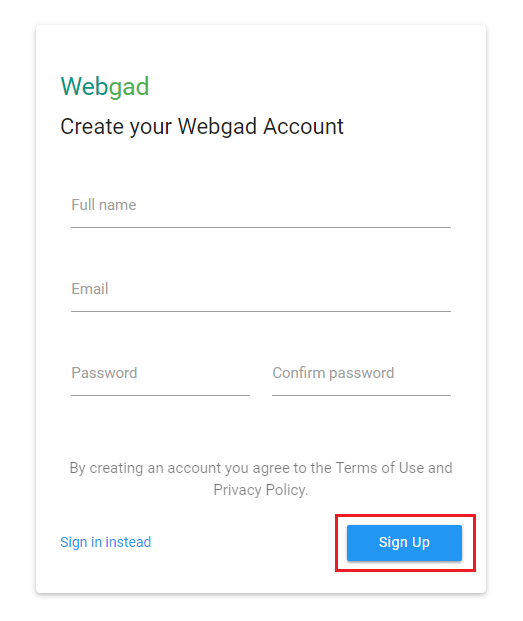 Webgad
Create your Webgad Account
Full name
Email
Password Confirm password
By creating an account you agree to the Terms of Use and
Privacy Policy.
Sign in instead Sign Up